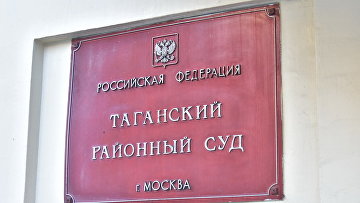 РОССИЙСКАЯ ФЕДЕРАЦИЯ
ТАГАНСКИЙ
РАЙОННЫЙ СУД
г. МОСКВА